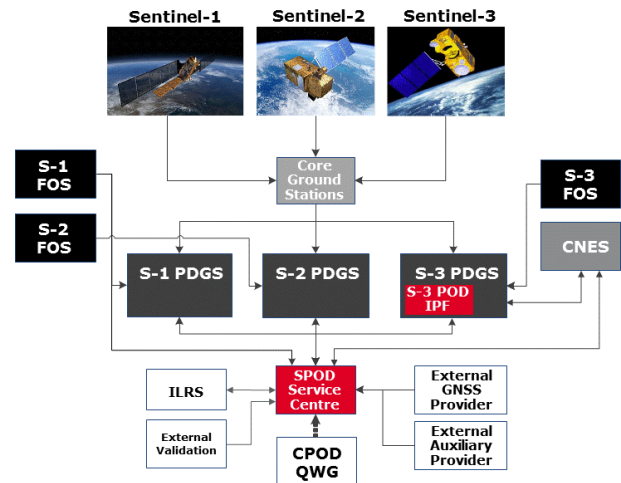 Sentinel-1
Sentinel-2
Sentinel-3
Core
Ground
Stations
S-1
FOS
S-2
FOS
S-3
FOS
CNES
S-1 PDGS
S-2 PDGS
S-3 PDGS
S-3 POD
IPF
SPOD
Service
Centre
ILRS
External
Validation
CPOD
QWG
External
GNSS
Provider
External
Auxiliary
Provider